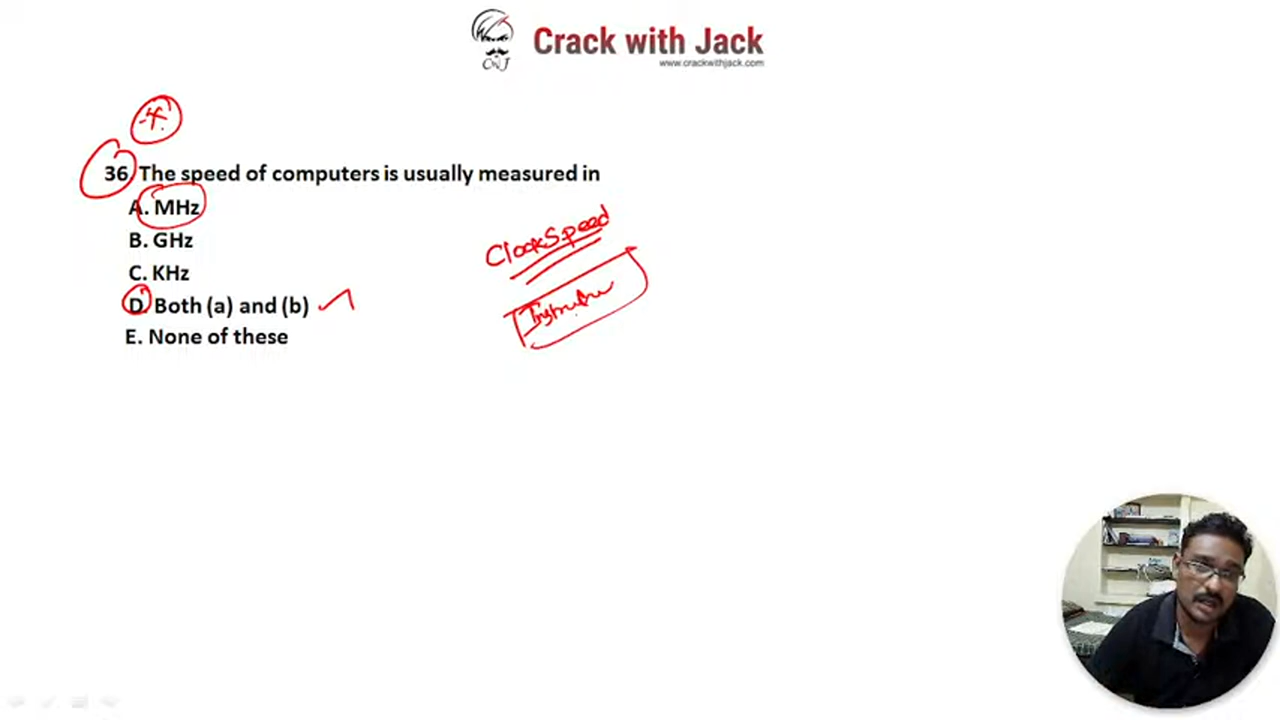 Crack with Jack
www.crackwithjack.com
CwJ
36. The speed of computers is usually measured in
A. MHz
B. GHz
C. KHz
D. Both (a) and (b)
E. None of these
Clock Speed